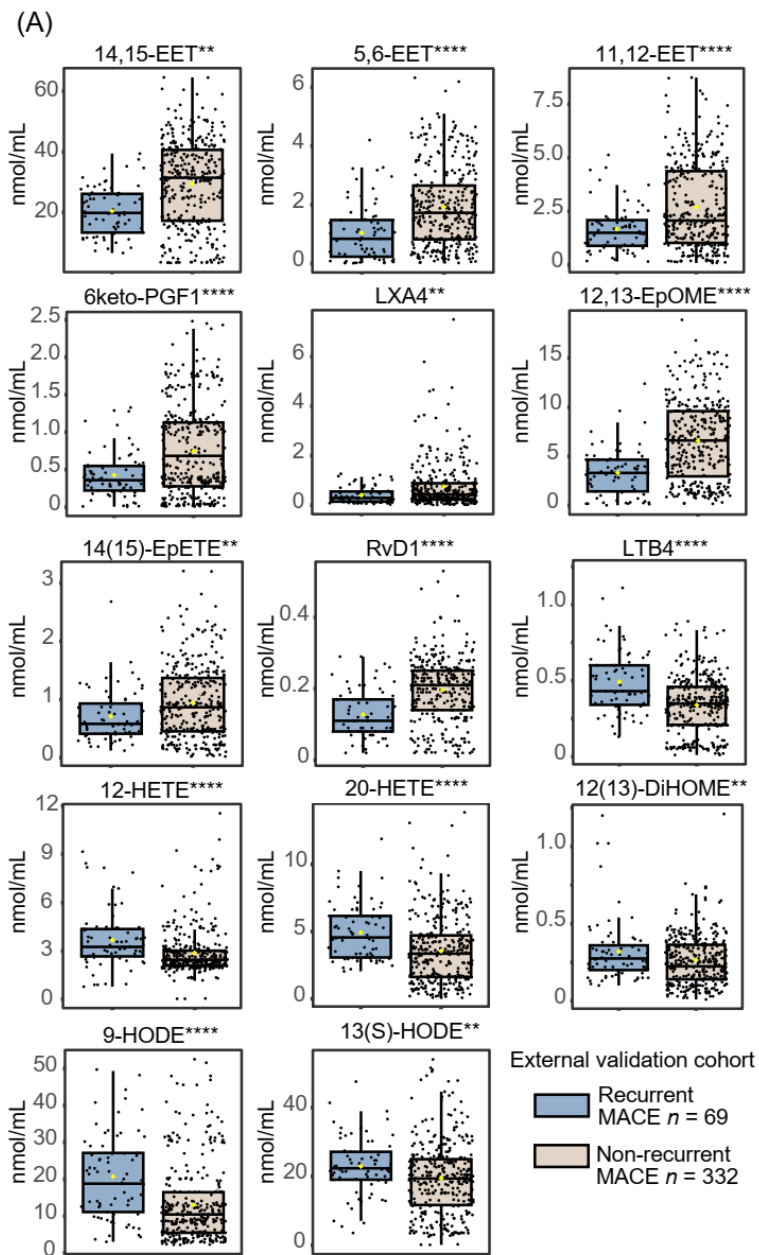 (A)
14,15-EET** 5,6-EET**** 11,12-EET****
nmol/mL 60 40 20
nmol/mL 6 4 2 0
nmol/mL 7.5 5.0 2.5 0
6keto-PGF1**** LXA4** 12,13-EpOME****
nmol/mL 2.5 2.0 1.5 1.0 0.5 0
nmol/mL 6 4 2 0
nmol/mL 15 10 5 0
14(15)-EpETE** RvD1**** LTB4****
nmol/mL 3 2 1 0
nmol/mL 0.4 0.2 0
nmol/mL 1.0 0.5 0
12-HETE**** 20-HETE**** 12(13)-DiHOME**
nmol/mL 12 9 6 3 0
nmol/mL 10 5 0
nmol/mL 1.0 0.5 0
9-HODE**** 13(S)-HODE**
nmol/mL 50 40 30 20 10 0
nmol/mL 40 20 0
External validation cohort
Recurrent
MACE n = 69
Non-recurrent
MACE n = 332